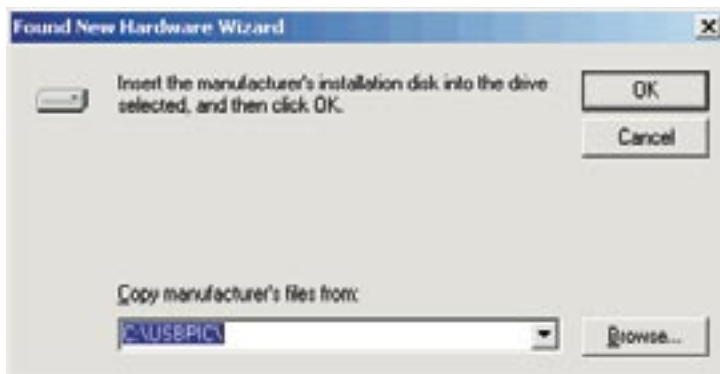 Found New Hardware Wizard
Insert the manufacturer's installation disk into the drive
selected, and then click OK.
OK
Cancel
Copy manufacturer's files from:
C:\USBPIC\
Browse...